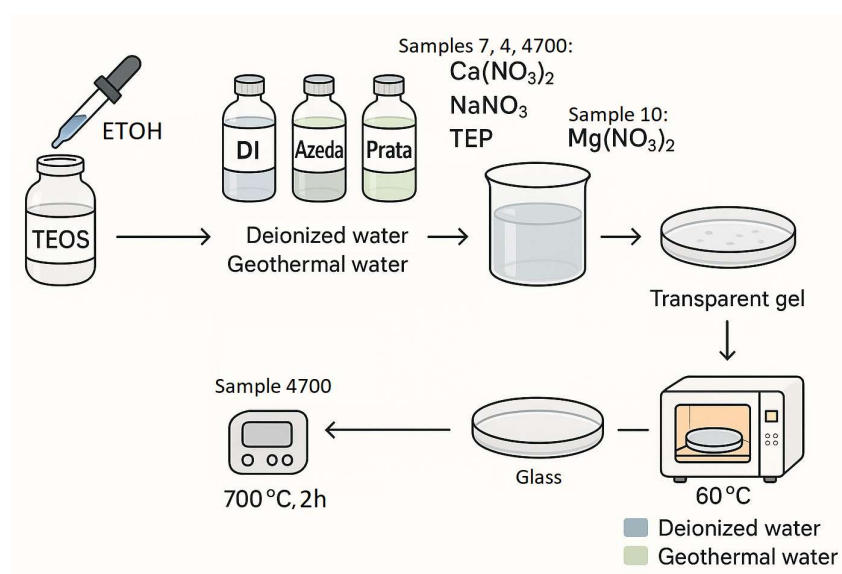 ETOH
TEOS
DI
Azeda
Prata
Deionized water
Geothermal water
Samples 7, 4, 4700:
Ca(NO₃)₂
NaNO₃
TEP
Sample 10:
Mg(NO₃)₂
Transparent gel
60°C
Glass
Sample 4700
700°C, 2h
Deionized water
Geothermal water